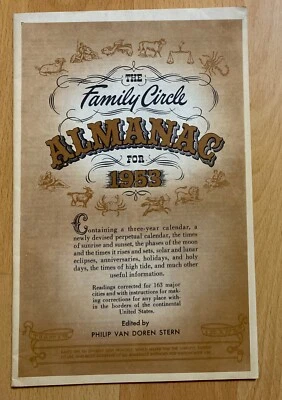 THE
Family Circle
ALMANAC
FOR
1953
Containing a three-year calendar, a
newly devised perpetual calendar, the times
of sunrise and sunset, the phases of the moon
and the times it rises and sets, solar and lunar
eclipses, anniversaries, holidays, and holy
days, the times of high tide, and much other
useful information.
Readings corrected for 163 major
cities and with instructions for mak-
ing corrections for any place with-
in the borders of the continental
United States.
Edited by
PHILIP VAN DOREN STERN